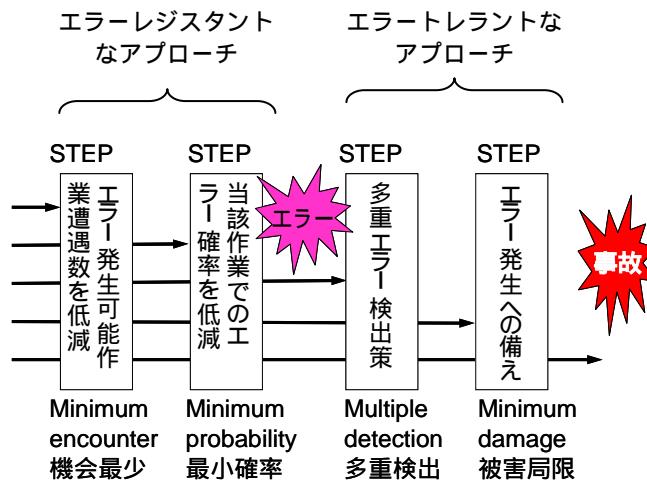 エラーレジスタント
なアプローチ
エラートレラントな
アプローチ
STEP
STEP
STEP
STEP
エラー発生可能作
業遭遇数を低減
当該作業でのエ
ラー確率を低減
エラー
多重エラー検出策
エラー発生への備え
事故
Minimum
encounter
機会最少
Minimum
probability
最小確率
Multiple
detection
多重検出
Minimum
damage
被害局限